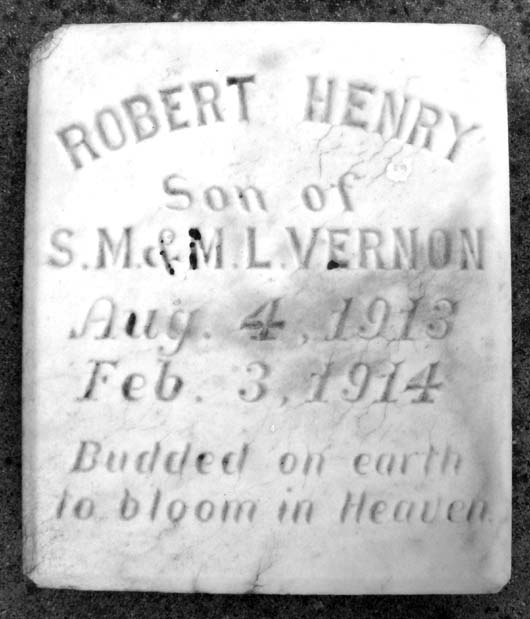 ROBERT HENRY
Son of
S.M.& M.L.VERNON
Aug. 4, 1913
Feb. 3, 1914
Budded on earth
to bloom in Heaven.